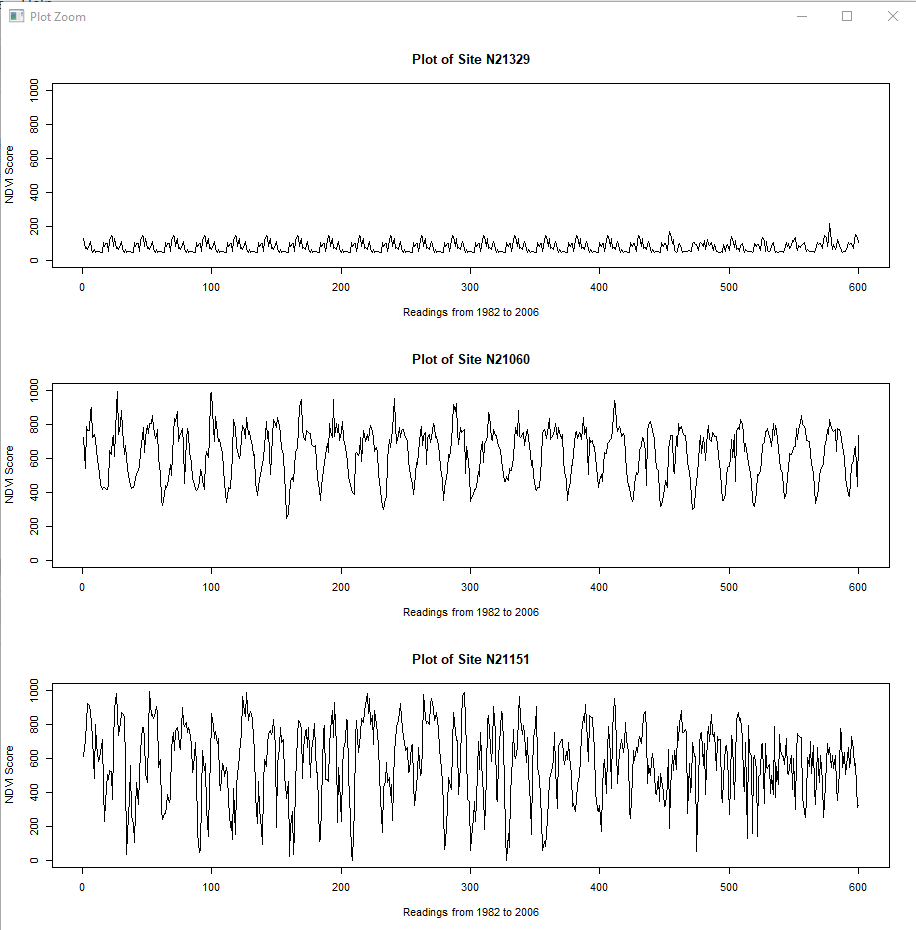 Plot Zoom
Plot of Site N21329
NDVI Score
0 200 400 600 800 1000
0 100 200 300 400 500 600
Readings from 1982 to 2006
Plot of Site N21060
NDVI Score
0 200 400 600 800 1000
0 100 200 300 400 500 600
Readings from 1982 to 2006
Plot of Site N21151
NDVI Score
0 200 400 600 800 1000
0 100 200 300 400 500 600
Readings from 1982 to 2006